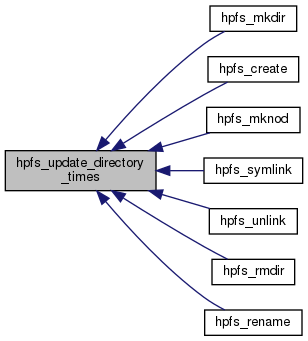 hpfs_mkdir
hpfs_create
hpfs_mknod
hpfs_update_directory
_times
hpfs_symlink
hpfs_unlink
hpfs_rmdir
hpfs_rename